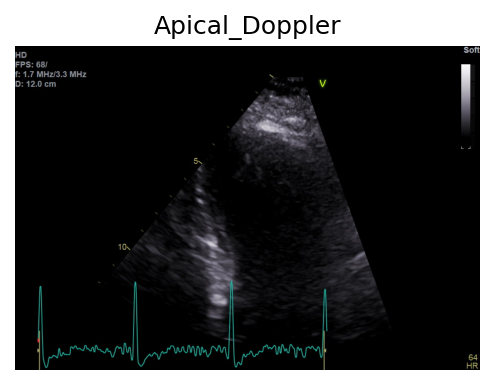 Apical_Doppler
HD
FPS: 68/
f: 1.7 MHz/3.3 MHz
D: 12.0 cm
Soft
V
5
10
64
HR